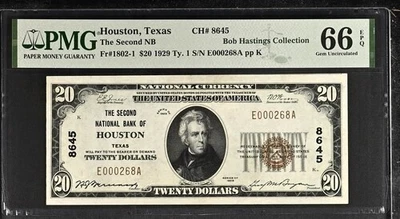 PMG
PAPER MONEY GUARANTY
Houston, Texas CH# 8645
The Second NB Bob Hastings Collection
Fr#1802-1 $20 1929 Ty. 1 S/N E000268A pp K
66 EPQ
Gem Uncirculated
NATIONAL CURRENCY
THE UNITED STATES OF AMERICA
20
20
THE SECOND
NATIONAL BANK OF
HOUSTON
TEXAS
WILL PAY TO THE BEARER ON DEMAND
TWENTY DOLLARS
E000268A
8645
E000268A
8645
20
TWENTY DOLLARS
20